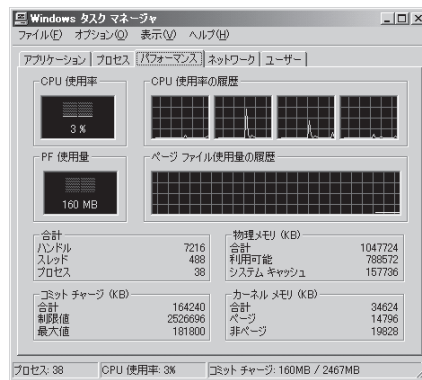 Windows タスク マネージャ
ファイル(F) オプション(O) 表示(V) ヘルプ(H)
アプリケーション プロセス パフォーマンス ネットワーク ユーザー
CPU 使用率 CPU 使用率の履歴
3 %
PF 使用量 ページ ファイル使用量の履歴
160 MB
合計 物理メモリ (KB)
ハンドル 7216 合計 1047724
スレッド 488 利用可能 788572
プロセス 38 システム キャッシュ 157736
コミット チャージ (KB) カーネル メモリ (KB)
合計 164240 合計 34624
制限値 2526696 ページ 14796
最大値 181800 非ページ 19828
プロセス: 38 CPU 使用率: 3% コミット チャージ: 160MB / 2467MB